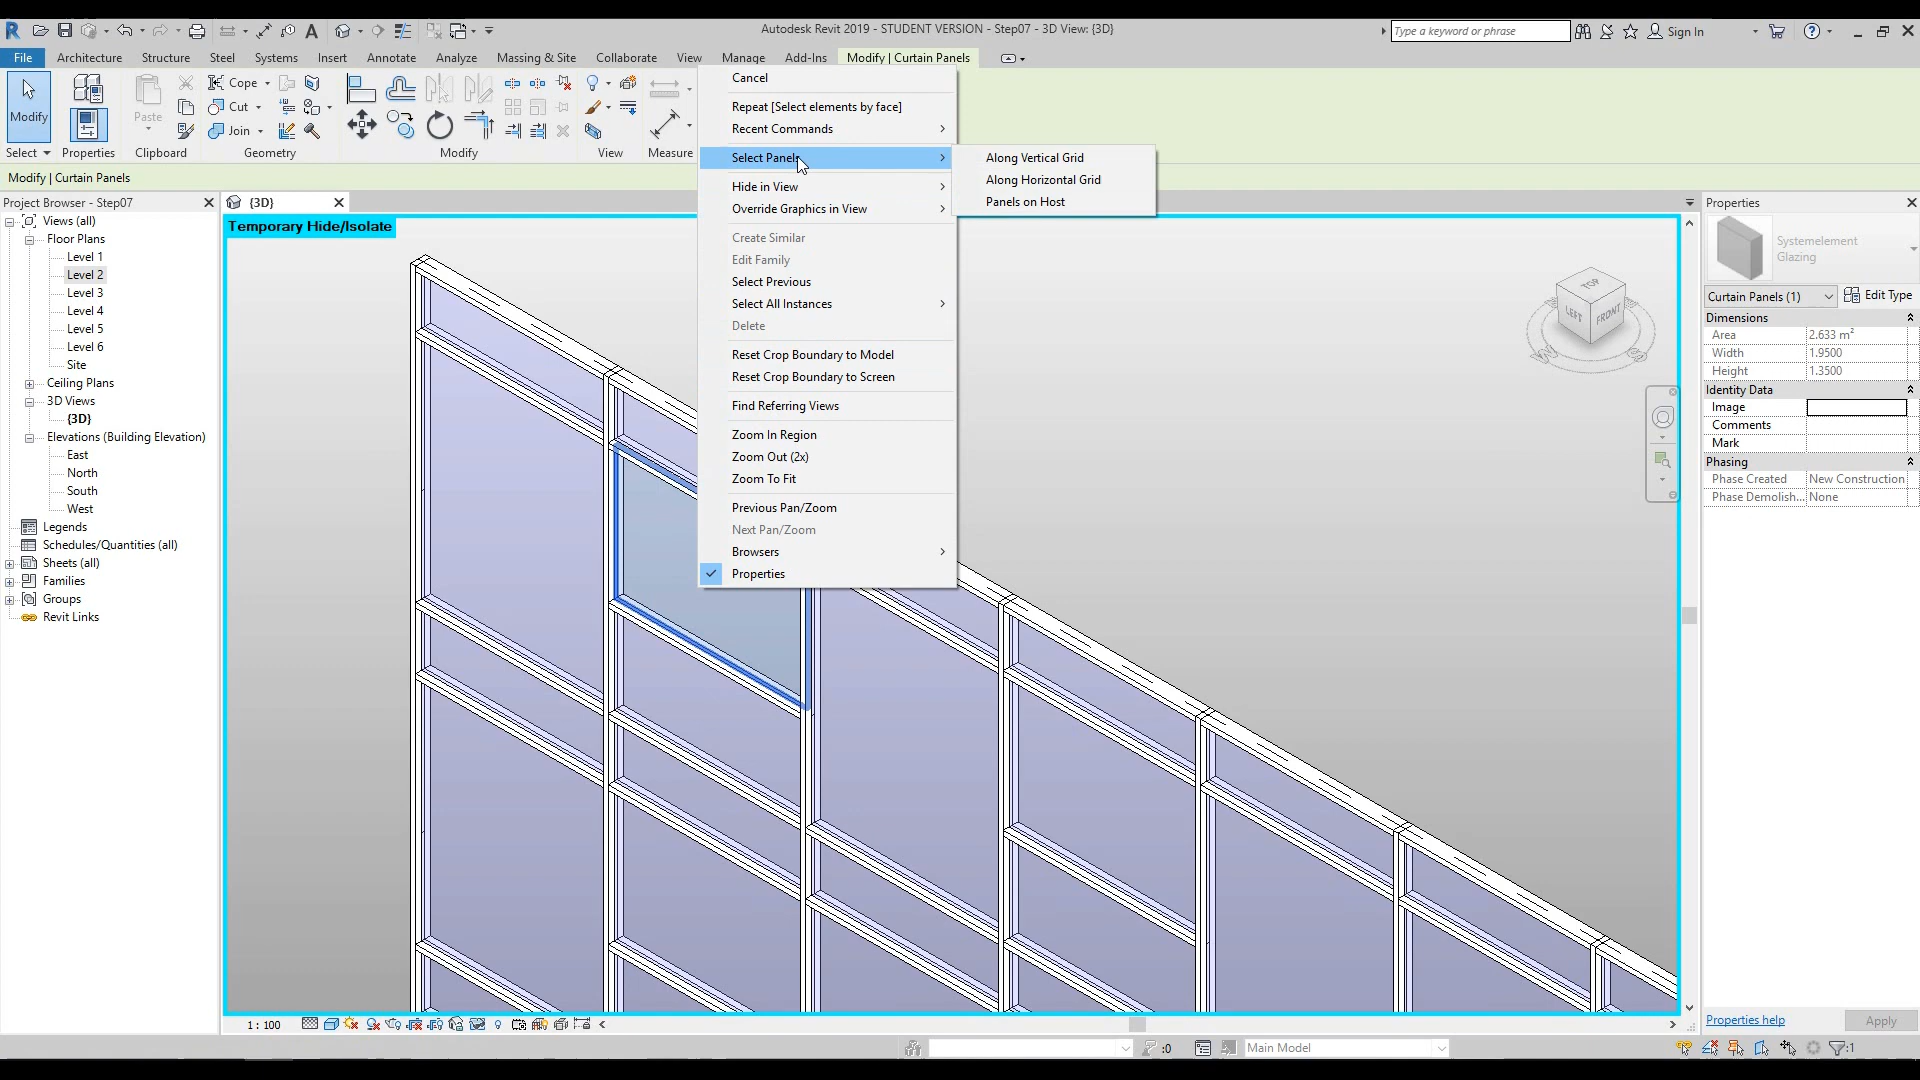 Autodesk Revit 2019 - STUDENT VERSION - Step07 - 3D View: {3D}
Type a keyword or phrase
Sign In
File Architecture Structure Steel Systems Insert Annotate Analyze Massing & Site Collaborate View Manage Add-Ins Modify | Curtain Panels
Modify
Paste
Cope
Cut
Join
Select Properties Clipboard Geometry Modify View Measure
Modify | Curtain Panels
Project Browser - Step07
Views (all)
Floor Plans
Level 1
Level 2
Level 3
Level 4
Level 5
Level 6
Site
Ceiling Plans
3D Views
{3D}
Elevations (Building Elevation)
East
North
South
West
Legends
Schedules/Quantities (all)
Sheets (all)
Families
Groups
Revit Links
{3D}
Temporary Hide/Isolate
Cancel
Repeat [Select elements by face]
Recent Commands
Select Panels
Hide in View
Override Graphics in View
Create Similar
Edit Family
Select Previous
Select All Instances
Delete
Reset Crop Boundary to Model
Reset Crop Boundary to Screen
Find Referring Views
Zoom In Region
Zoom Out (2x)
Zoom To Fit
Previous Pan/Zoom
Next Pan/Zoom
Browsers
Properties
Along Vertical Grid
Along Horizontal Grid
Panels on Host
TOP
LEFT
FRONT
W
S
Properties
Systemelement
Glazing
Curtain Panels (1)
Edit Type
Dimensions
Area 2.633 m²
Width 1.9500
Height 1.3500
Identity Data
Image
Comments
Mark
Phasing
Phase Created New Construction
Phase Demolish... None
Properties help
Apply
1 : 100
:0
Main Model
:1